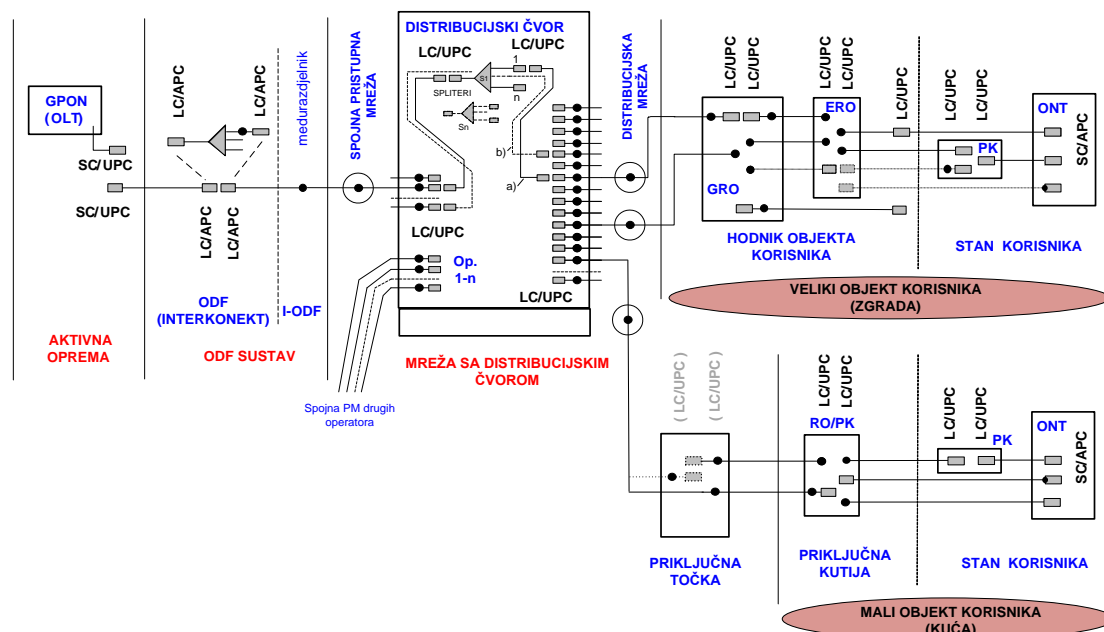 GPON
(OLT)
SC/UPC
SC/UPC
AKTIVNA
OPREMA
LC/APC
LC/APC
LC/APC
LC/APC
ODF
(INTERKONEKT)
ODF SUSTAV
međurazdjelnik
I-ODF
SPOJNA PRISTUPNA
MREŽA
DISTRIBUCIJSKI ČVOR
LC/UPC
LC/UPC
1
S1
SPLITERI
n
Sn
b)
a)
LC/UPC
Op.
1-n
LC/UPC
MREŽA SA DISTRIBUCIJSKIM
ČVOROM
Spojna PM drugih
operatora
DISTRIBUCIJSKA
MREŽA
LC/UPC
LC/UPC
GRO
LC/UPC
LC/UPC
ERO
LC/UPC
HODNIK OBJEKTA
KORISNIKA
LC/UPC
LC/UPC
PK
ONT
SC/APC
STAN KORISNIKA
VELIKI OBJEKT KORISNIKA
(ZGRADA)
( LC/UPC )
( LC/UPC )
PRIKLJUČNA
TOČKA
LC/UPC
LC/UPC
RO/PK
PRIKLJUČNA
KUTIJA
LC/UPC
LC/UPC
PK
ONT
SC/APC
STAN KORISNIKA
MALI OBJEKT KORISNIKA
(KUĆA)